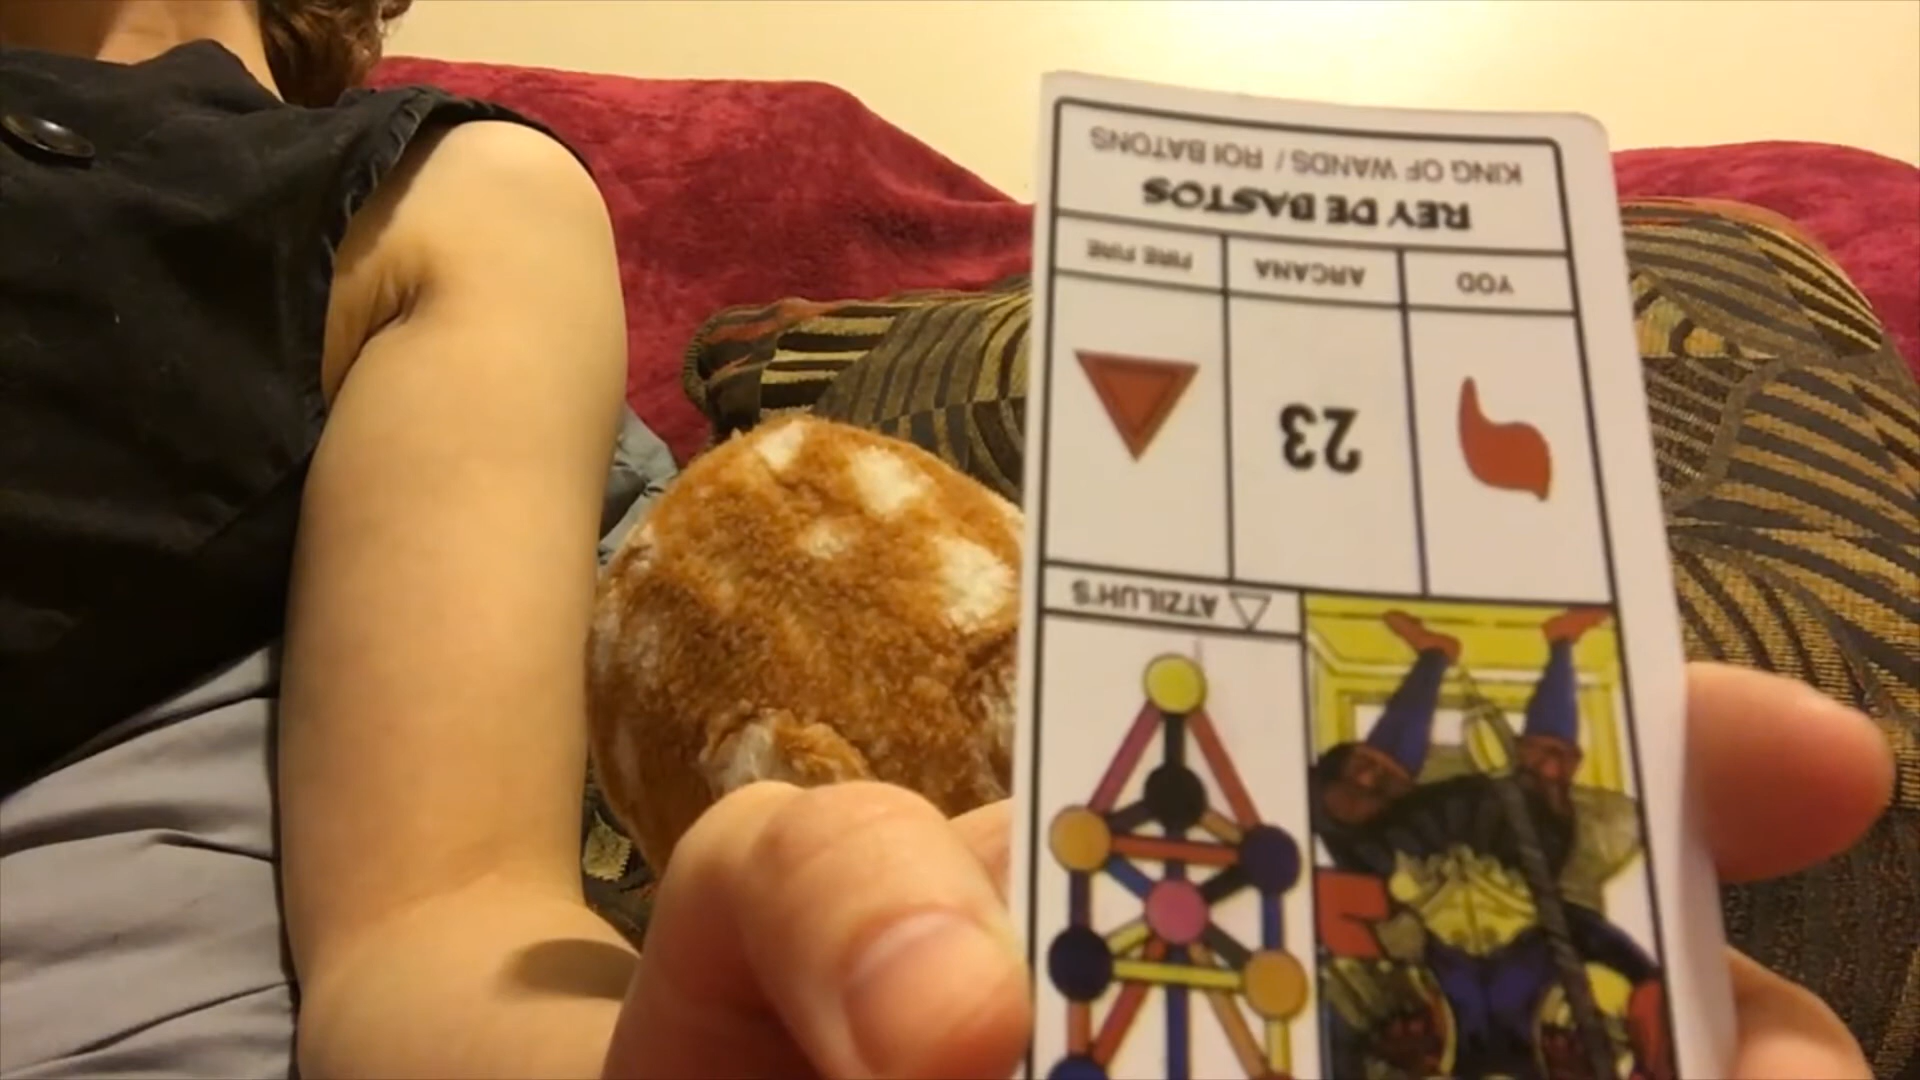 ATZILUH'S
23
YOD
ARCANA
FIRE FIRE
REY DE BASTOS
KING OF WANDS / ROI BATONS